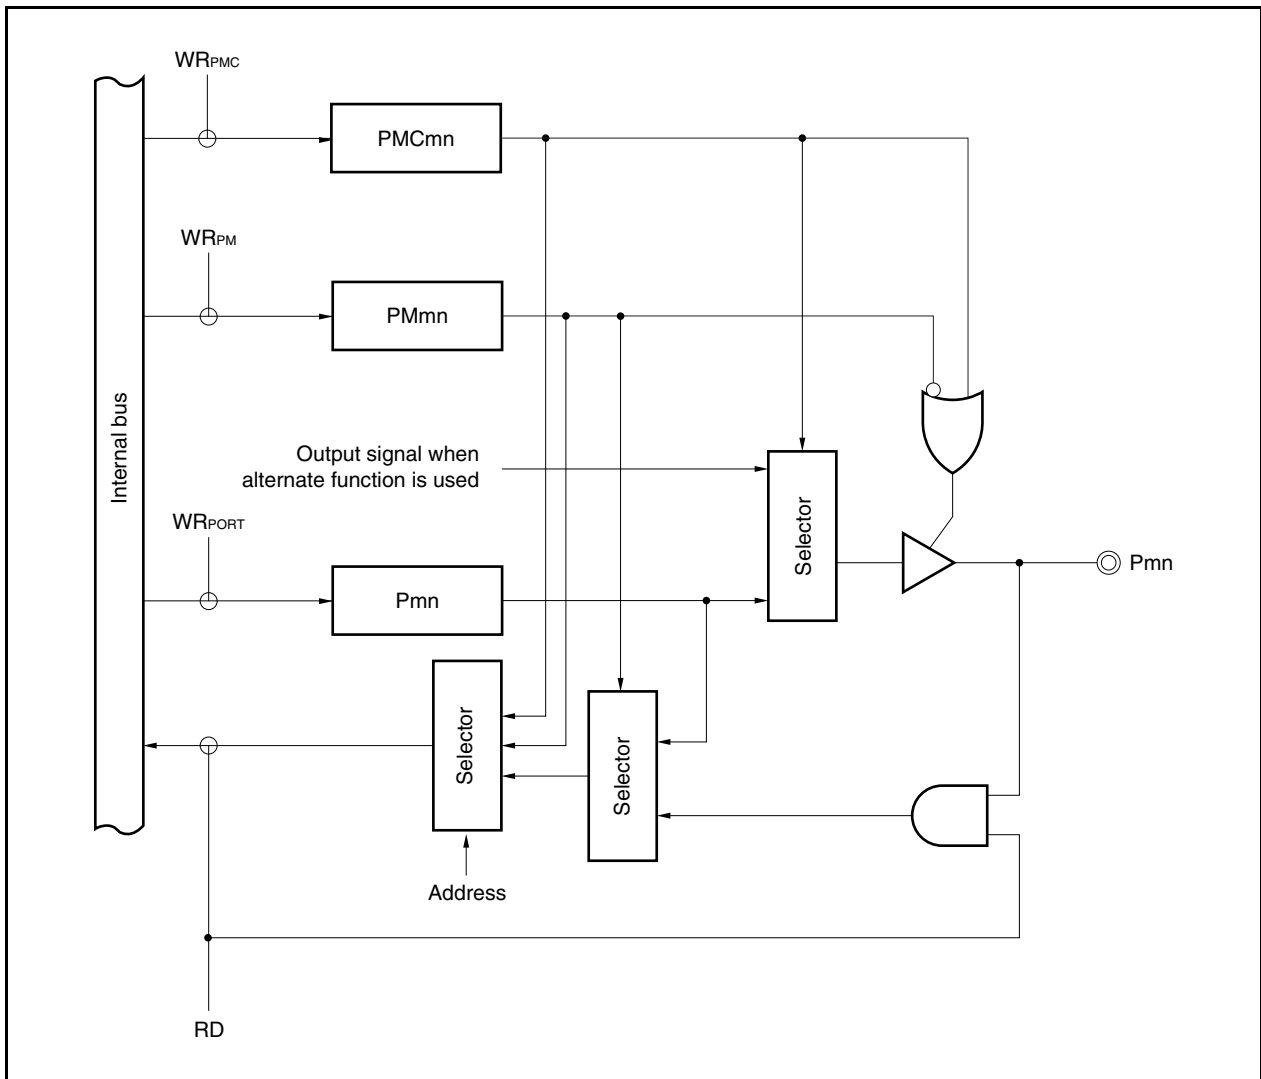 WRPMC
PMCmn
WRPM
PMmn
Internal bus
Output signal when
alternate function is used
WRPORT
Pmn
Selector
Pmn
Selector
Selector
Address
RD